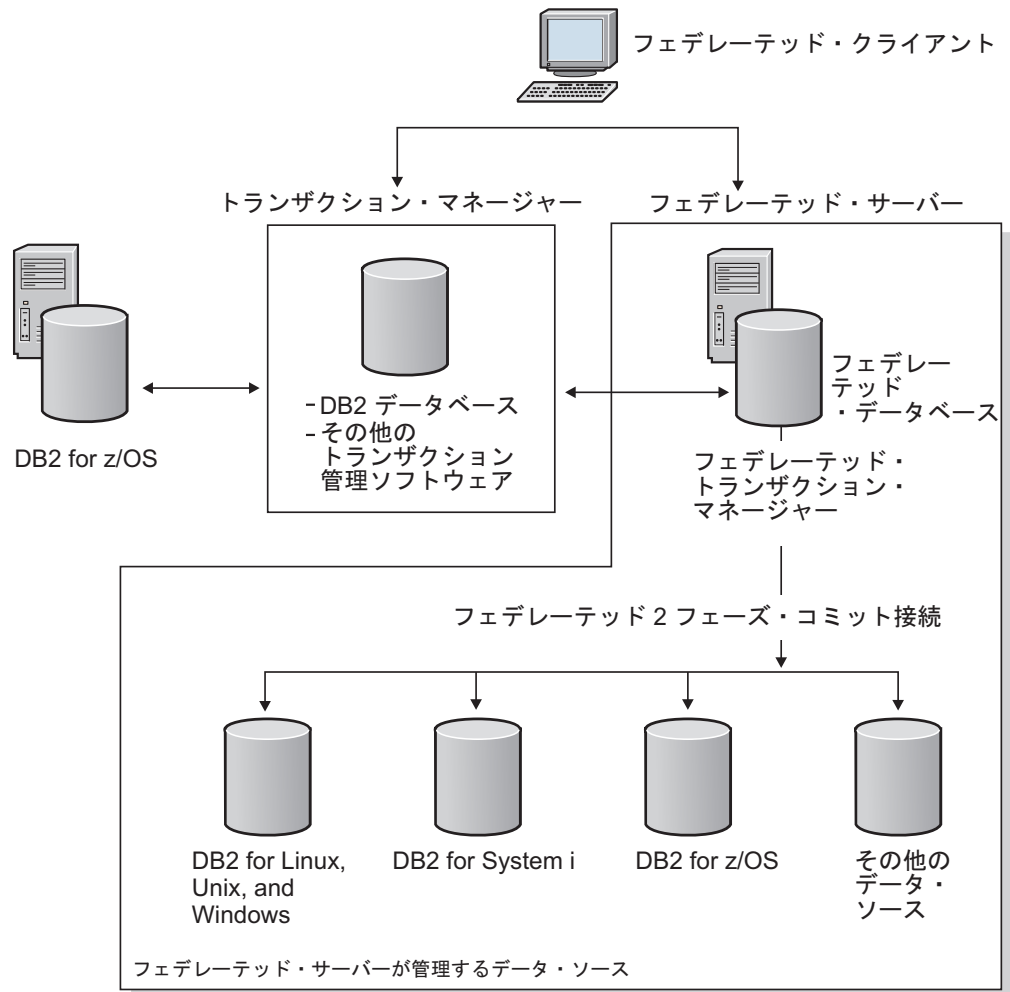 フェデレーテッド・クライアント
トランザクション・マネージャー
フェデレーテッド・サーバー
DB2 for z/OS
-DB2 データベース
-その他の
トランザクション
管理ソフトウェア
フェデレー
テッド
・データベース
フェデレーテッド・
トランザクション・
マネージャー
フェデレーテッド 2 フェーズ・コミット接続
DB2 for Linux,
Unix, and
Windows
DB2 for System i
DB2 for z/OS
その他の
データ・
ソース
フェデレーテッド・サーバーが管理するデータ・ソース